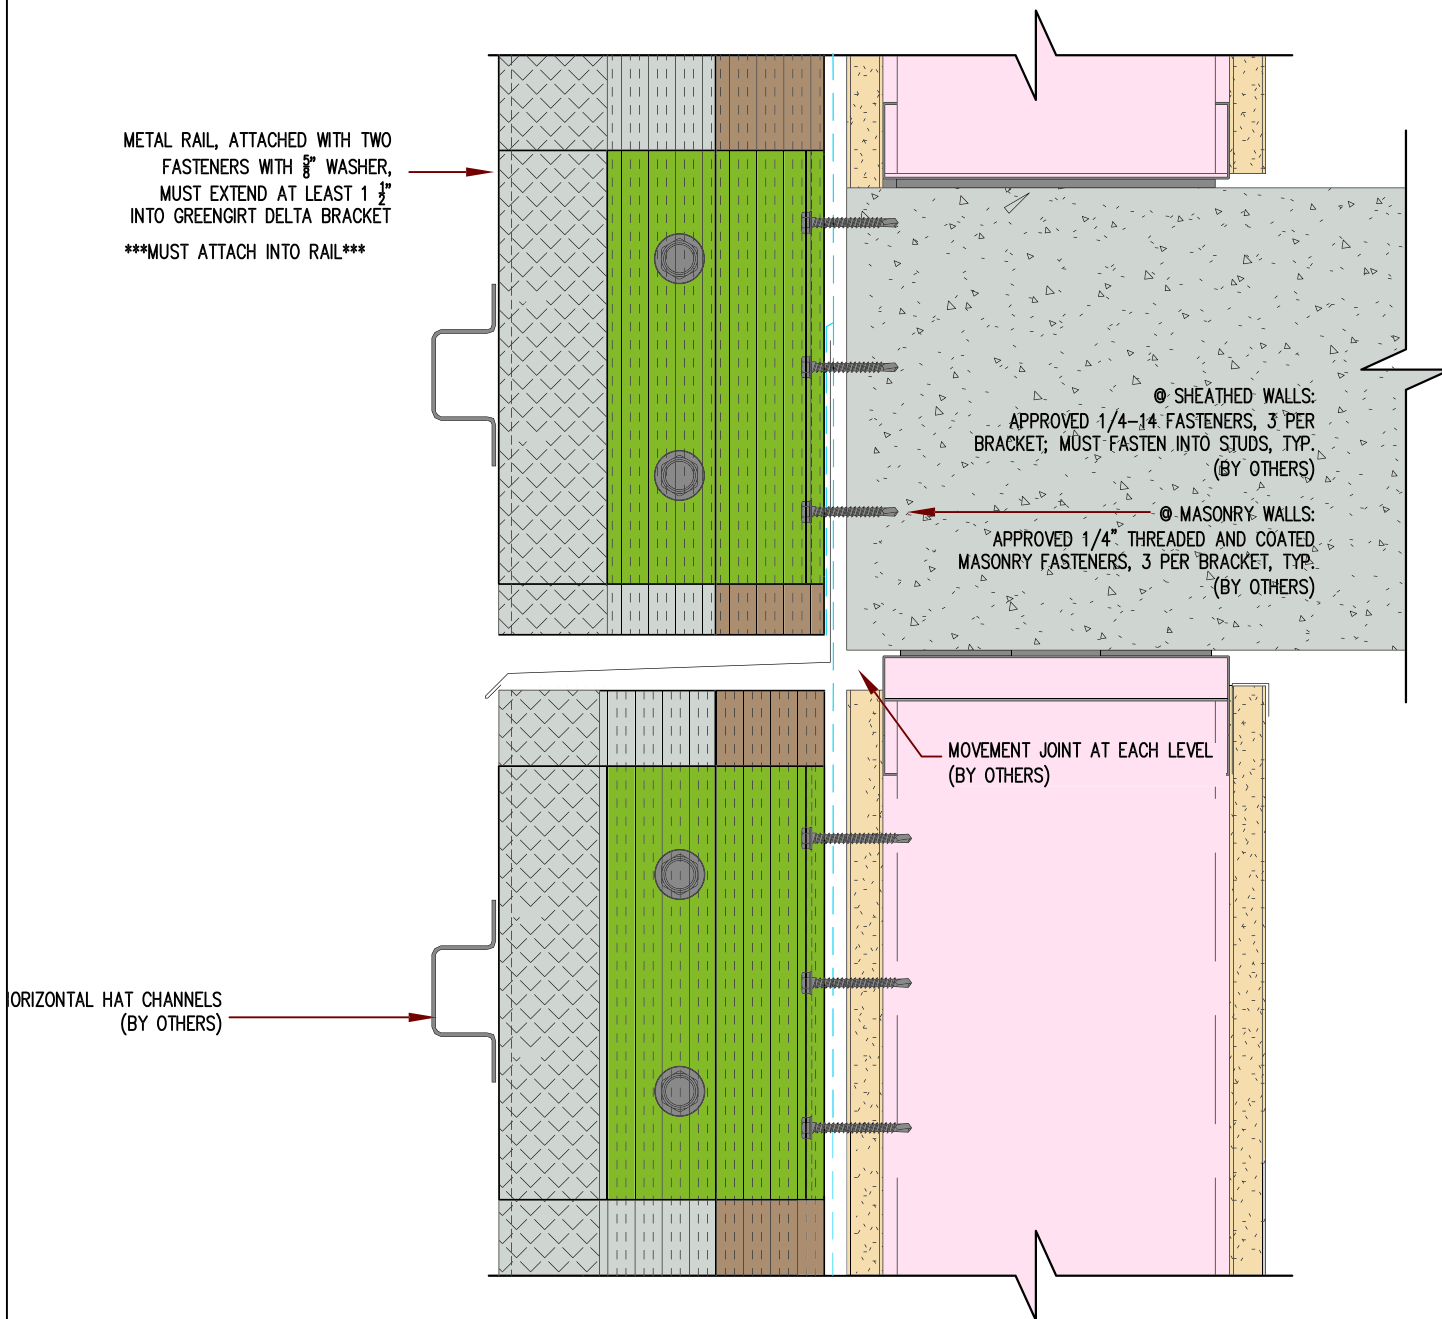 METAL RAIL, ATTACHED WITH TWO
FASTENERS WITH 5/8" WASHER,
MUST EXTEND AT LEAST 1 1/2"
INTO GREENGIRT DELTA BRACKET
***MUST ATTACH INTO RAIL***
@ SHEATHED WALLS:
APPROVED 1/4-14 FASTENERS, 3 PER
BRACKET; MUST FASTEN INTO STUDS, TYP.
(BY OTHERS)
@ MASONRY WALLS:
APPROVED 1/4" THREADED AND COATED
MASONRY FASTENERS, 3 PER BRACKET, TYP.
(BY OTHERS)
MOVEMENT JOINT AT EACH LEVEL
(BY OTHERS)
ORIZONTAL HAT CHANNELS
(BY OTHERS)